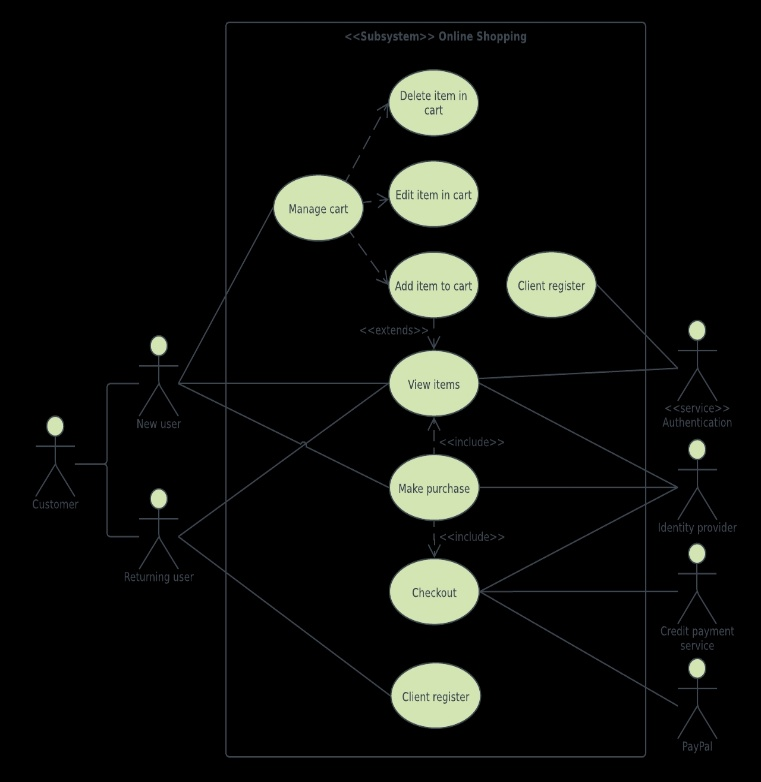 <<Subsystem>> Online Shopping
Delete item in
cart
Edit item in cart
Manage cart
Add item to cart
Client register
<<extends>>
View items
New user
<<service>>
Authentication
<<include>>
Make purchase
Customer
Identity provider
<<include>>
Returning user
Checkout
Credit payment
service
Client register
PayPal